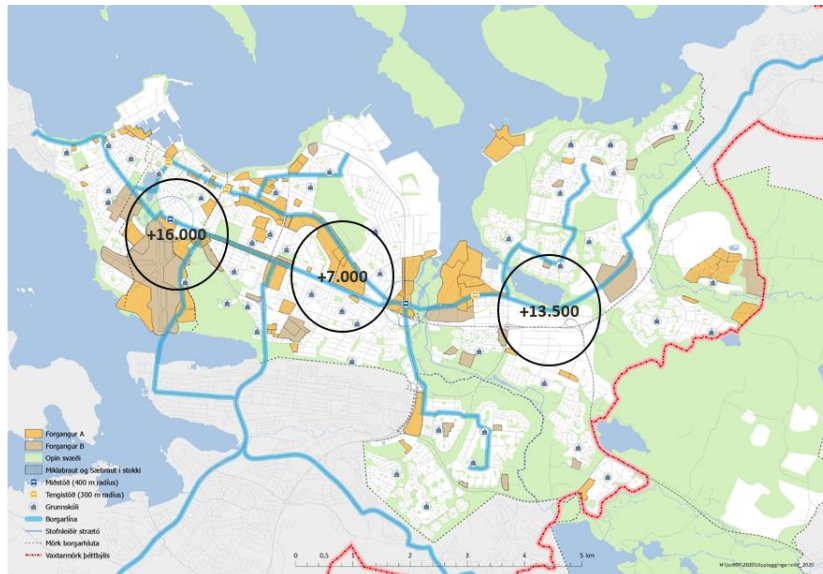 +16.000
+7.000
+13.500
Forgangur A
Forgangur B
Opin svæði
Miklabraut og Sæbraut í stokki
Miðstöð (400 m radíus)
Tengistöð (300 m radíus)
Grunnskóli
Borgarlína
Stofnleiðir strætó
Mörk borgarhluta
Vaxtarmörk þéttbýlis
0 0,5 1 2 3 4 5 km